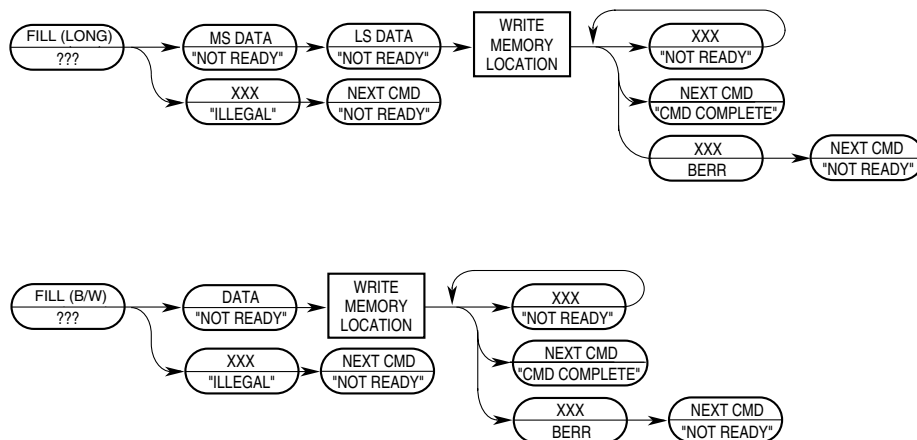 FILL (LONG)
???
MS DATA
"NOT READY"
LS DATA
"NOT READY"
WRITE
MEMORY
LOCATION
XXX
"NOT READY"
XXX
"ILLEGAL"
NEXT CMD
"NOT READY"
NEXT CMD
"CMD COMPLETE"
XXX
BERR
NEXT CMD
"NOT READY"
FILL (B/W)
???
DATA
"NOT READY"
WRITE
MEMORY
LOCATION
XXX
"NOT READY"
XXX
"ILLEGAL"
NEXT CMD
"NOT READY"
NEXT CMD
"CMD COMPLETE"
XXX
BERR
NEXT CMD
"NOT READY"